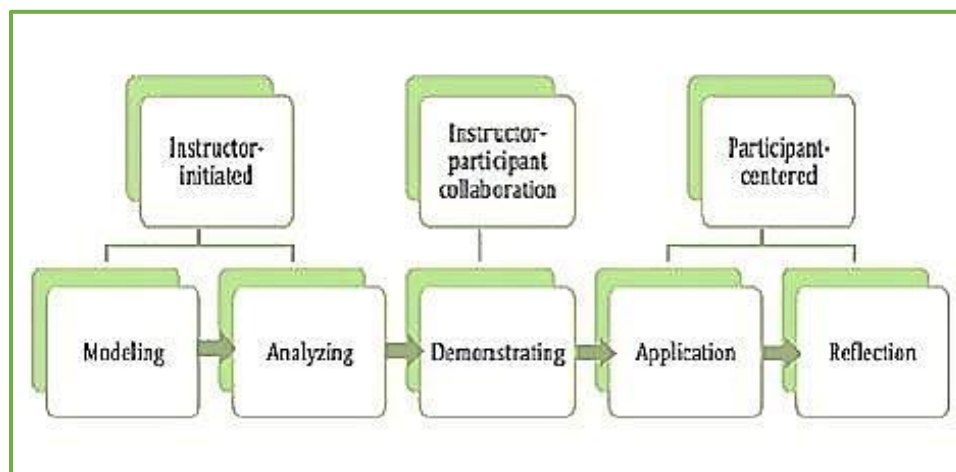 Instructor-
initiated
Instructor-
participant
collaboration
Participant-
centered
Modeling
Analyzing
Demonstrating
Application
Reflection